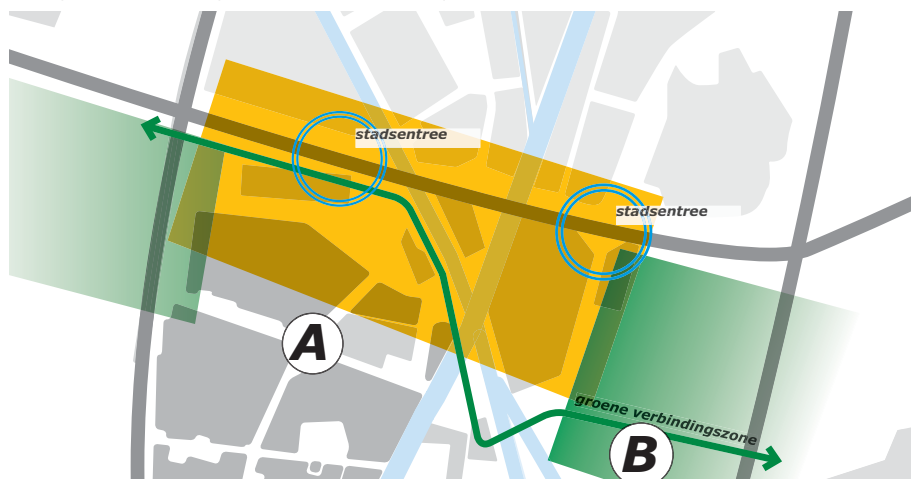 stadsentree
stadsentree
A
groene verbindingszone
B